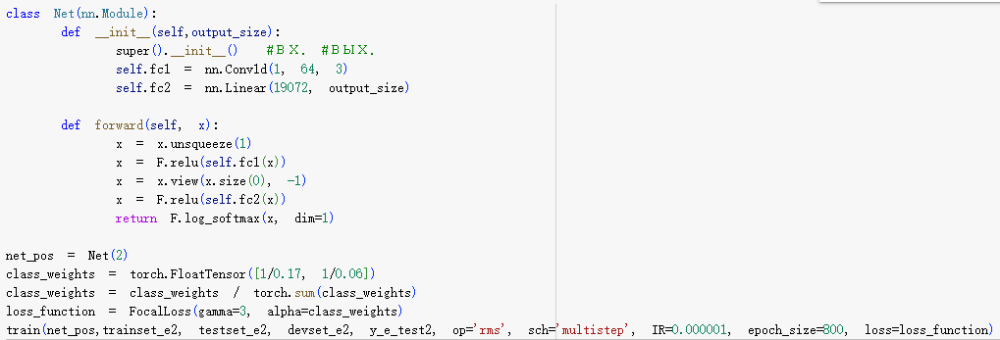 class Net(nn.Module):
def __init__(self,output_size):
super().__init__() #ВХ. #ВЫХ.
self.fc1 = nn.Conv1d(1, 64, 3)
self.fc2 = nn.Linear(19072, output_size)
def forward(self, x):
x = x.unsqueeze(1)
x = F.relu(self.fc1(x))
x = x.view(x.size(0), -1)
x = F.relu(self.fc2(x))
return F.log_softmax(x, dim=1)
net_pos = Net(2)
class_weights = torch.FloatTensor([1/0.17, 1/0.06])
class_weights = class_weights / torch.sum(class_weights)
loss_function = FocalLoss(gamma=3, alpha=class_weights)
train(net_pos,trainset_e2, testset_e2, devset_e2, y_e_test2, op='rms', sch='multistep', IR=0.000001, epoch_size=800, loss=loss_function)